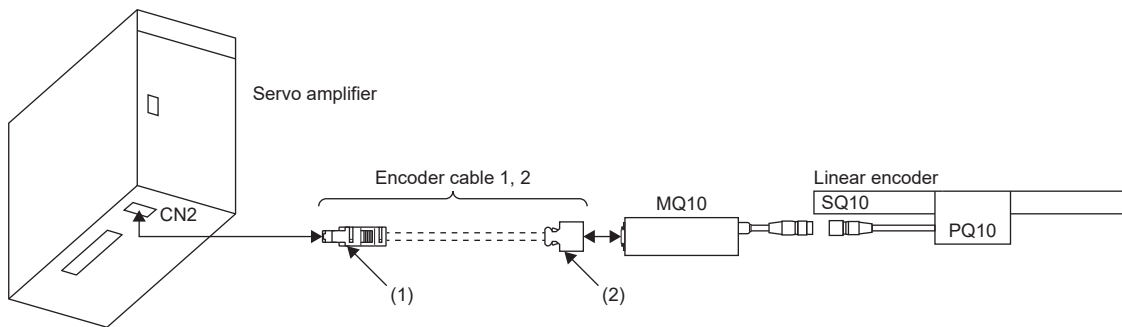 Servo amplifier
Encoder cable 1, 2
Linear encoder
SQ10
MQ10
CN2
PQ10
(1)
(2)